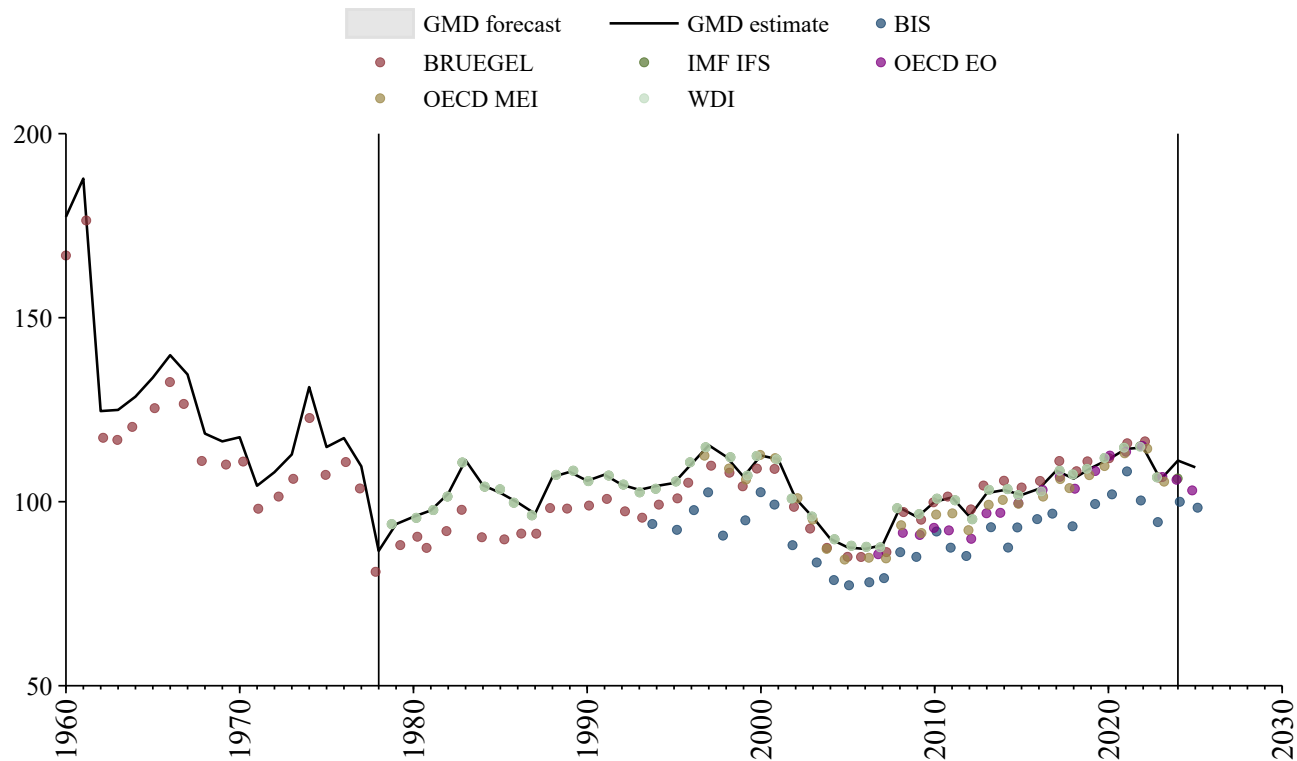 GMD forecast GMD estimate BIS
BRUEGEL IMF IFS OECD EO
OECD MEI WDI
200
150
100
50
1960 1970 1980 1990 2000 2010 2020 2030